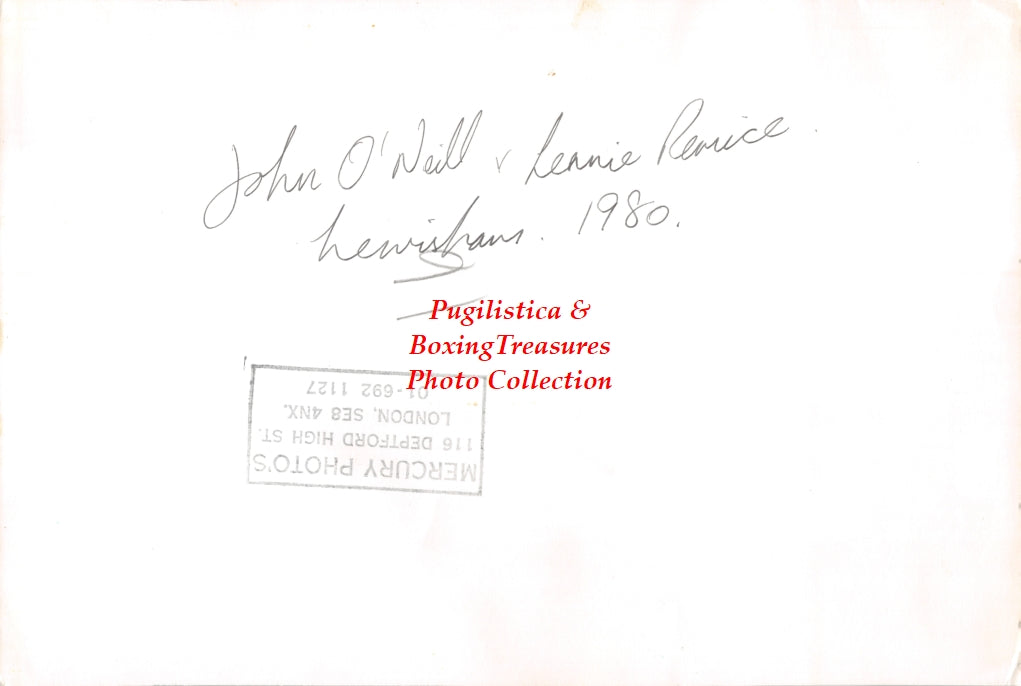 John O'Neill v Lennie Remice.
Lewisham. 1980.
Pugilistica &
BoxingTreasures
Photo Collection
MERCURY PHOTO'S
116 DEPTFORD HIGH ST.
LONDON, SE8 4NX.
01-692 1127